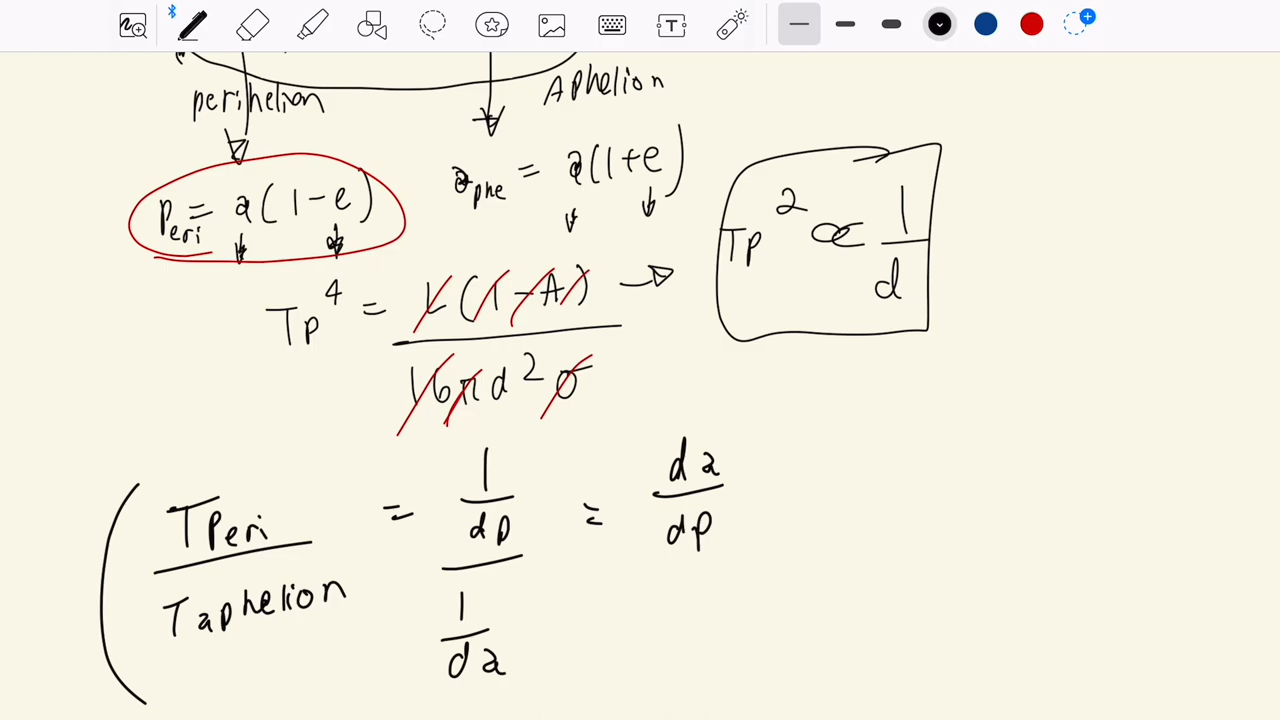 perihelion
Aphelion
Peri = a(1-e)
aphe = a(1+e)
Tp² ∝ 1/d
Tp⁴ = L(1-A) / 16πd²σ
(Tperi / Taphelion = 1/dp / 1/da = da / dp